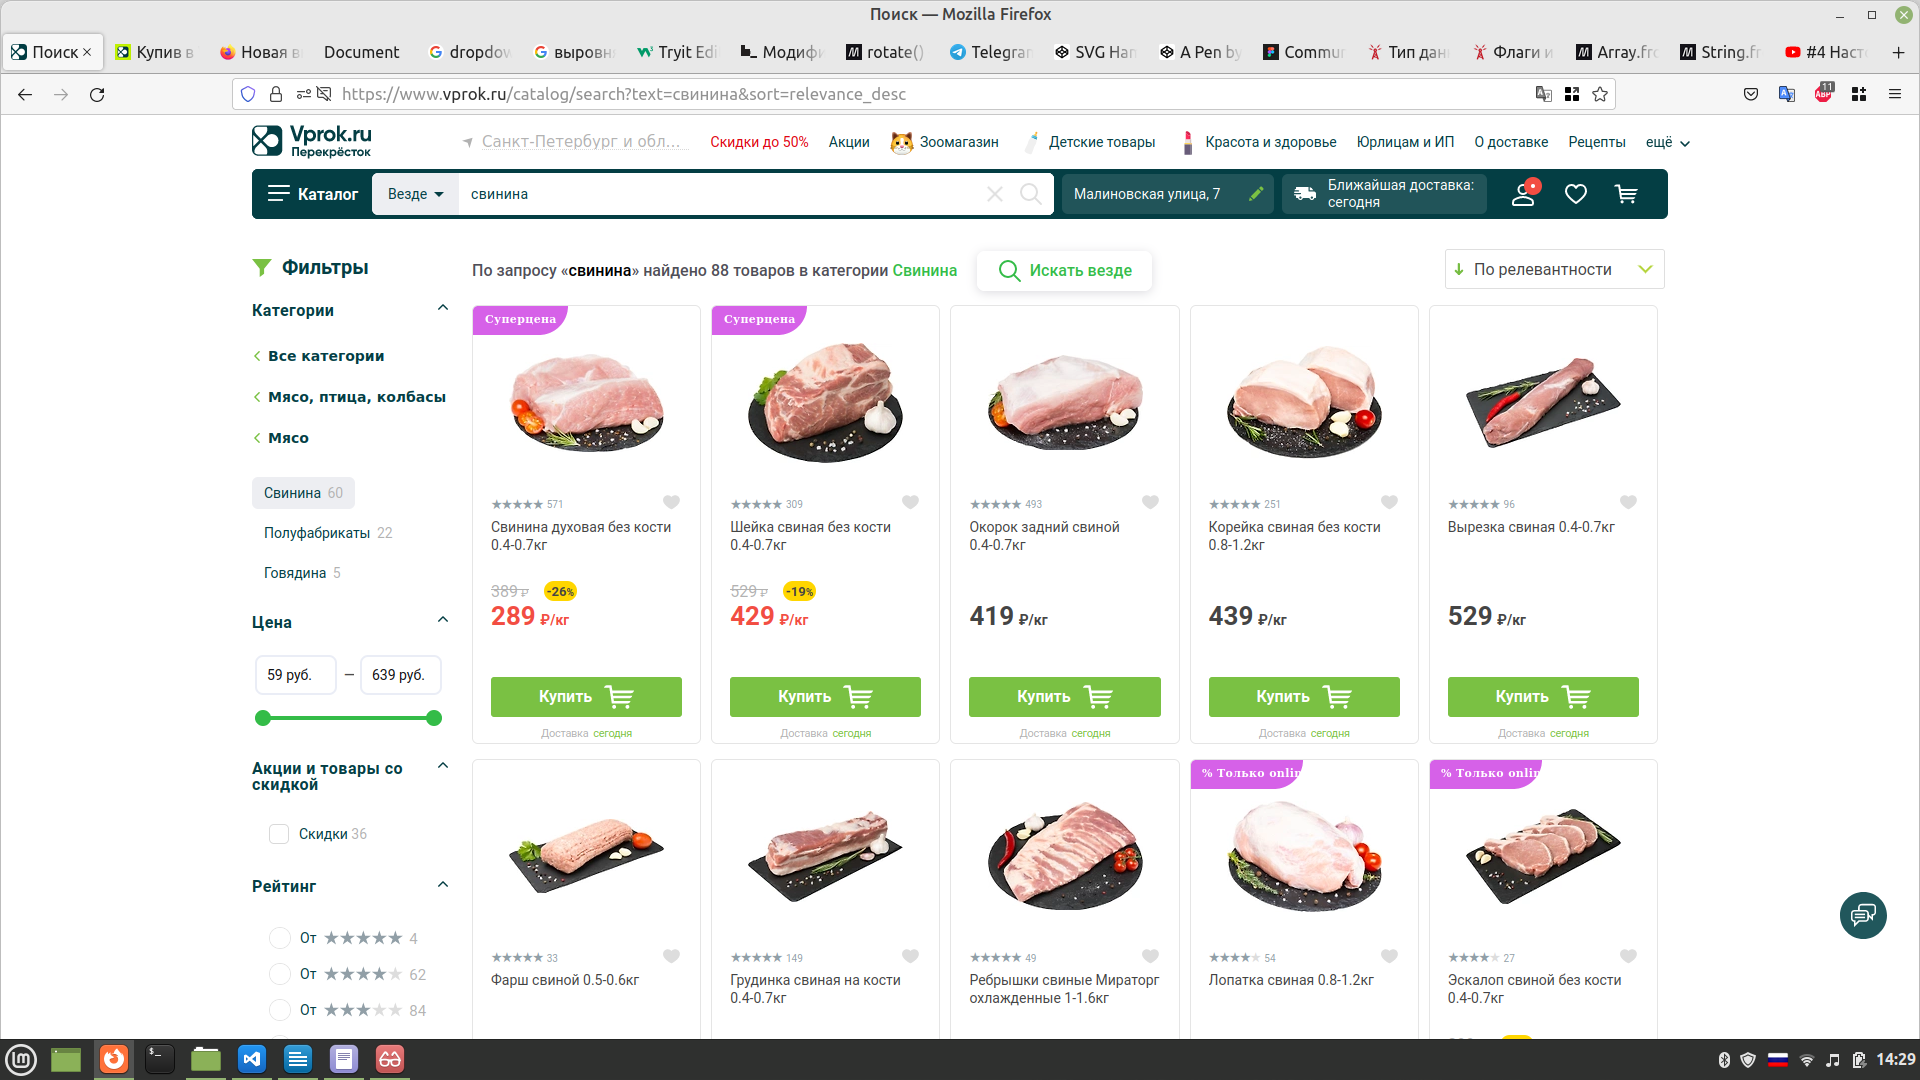 Поиск — Mozilla Firefox
Поиск
Купив в
Новая в
Document
dropdow
выровн
Tryit Edi
Модифи
rotate()
Telegram
SVG Han
A Pen by
Commun
Тип дан
Флаги и
Array.fro
String.fr
#4 Насто
https://www.vprok.ru/catalog/search?text=свинина&sort=relevance_desc
ABP
11
Vprok.ru
Перекрёсток
Санкт-Петербург и обл...
Скидки до 50%
Акции
Зоомагазин
Детские товары
Красота и здоровье
Юрлицам и ИП
О доставке
Рецепты
ещё
Каталог
Везде
свинина
Малиновская улица, 7
Ближайшая доставка:
сегодня
Фильтры
По запросу «свинина» найдено 88 товаров в категории Свинина
Искать везде
По релевантности
Категории
Все категории
Мясо, птица, колбасы
Мясо
Свинина 60
Полуфабрикаты 22
Говядина 5
Цена
59 руб. — 639 руб.
Акции и товары со
скидкой
Скидки 36
Рейтинг
От ★★★★★ 4
От ★★★★★ 62
От ★★★★★ 84
Суперцена
571
Свинина духовая без кости
0.4-0.7кг
389 ₽ -26%
289 ₽/кг
Купить
Доставка сегодня
Суперцена
309
Шейка свиная без кости
0.4-0.7кг
529 ₽ -19%
429 ₽/кг
Купить
Доставка сегодня
493
Окорок задний свиной
0.4-0.7кг
419 ₽/кг
Купить
Доставка сегодня
251
Корейка свиная без кости
0.8-1.2кг
439 ₽/кг
Купить
Доставка сегодня
96
Вырезка свиная 0.4-0.7кг
529 ₽/кг
Купить
Доставка сегодня
33
Фарш свиной 0.5-0.6кг
149
Грудинка свиная на кости
0.4-0.7кг
49
Ребрышки свиные Мираторг
охлажденные 1-1.6кг
% Только onlin
54
Лопатка свиная 0.8-1.2кг
% Только onlin
27
Эскалоп свиной без кости
0.4-0.7кг
14:29